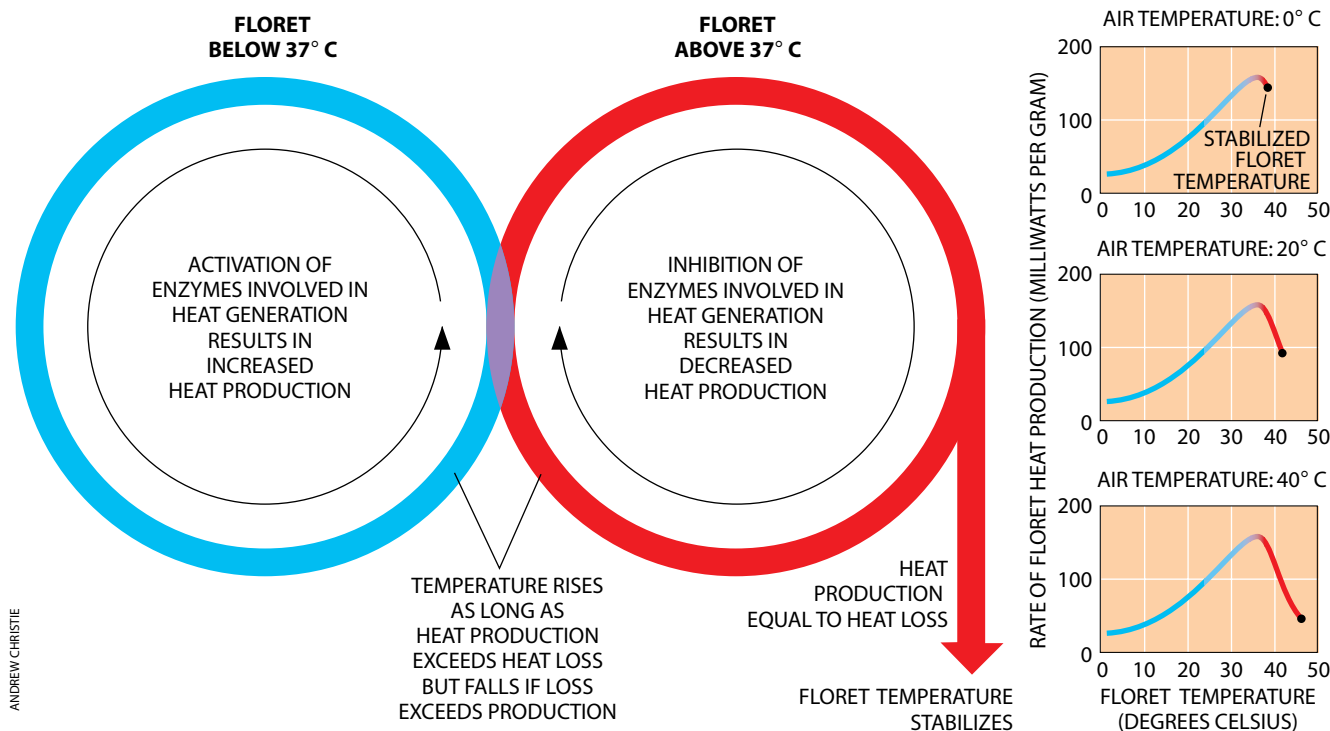 FLORET
BELOW 37° C
FLORET
ABOVE 37° C
ACTIVATION OF
ENZYMES INVOLVED IN
HEAT GENERATION
RESULTS IN
INCREASED
HEAT PRODUCTION
INHIBITION OF
ENZYMES INVOLVED IN
HEAT GENERATION
RESULTS IN
DECREASED
HEAT PRODUCTION
TEMPERATURE RISES
AS LONG AS
HEAT PRODUCTION
EXCEEDS HEAT LOSS
BUT FALLS IF LOSS
EXCEEDS PRODUCTION
HEAT
PRODUCTION
EQUAL TO HEAT LOSS
FLORET TEMPERATURE
STABILIZES
ANDREW CHRISTIE
RATE OF FLORET HEAT PRODUCTION (MILLIWATTS PER GRAM)
AIR TEMPERATURE: 0° C
200
100
0
STABILIZED
FLORET
TEMPERATURE
0 10 20 30 40 50
AIR TEMPERATURE: 20° C
200
100
0
0 10 20 30 40 50
AIR TEMPERATURE: 40° C
200
100
0
0 10 20 30 40 50
FLORET TEMPERATURE
(DEGREES CELSIUS)